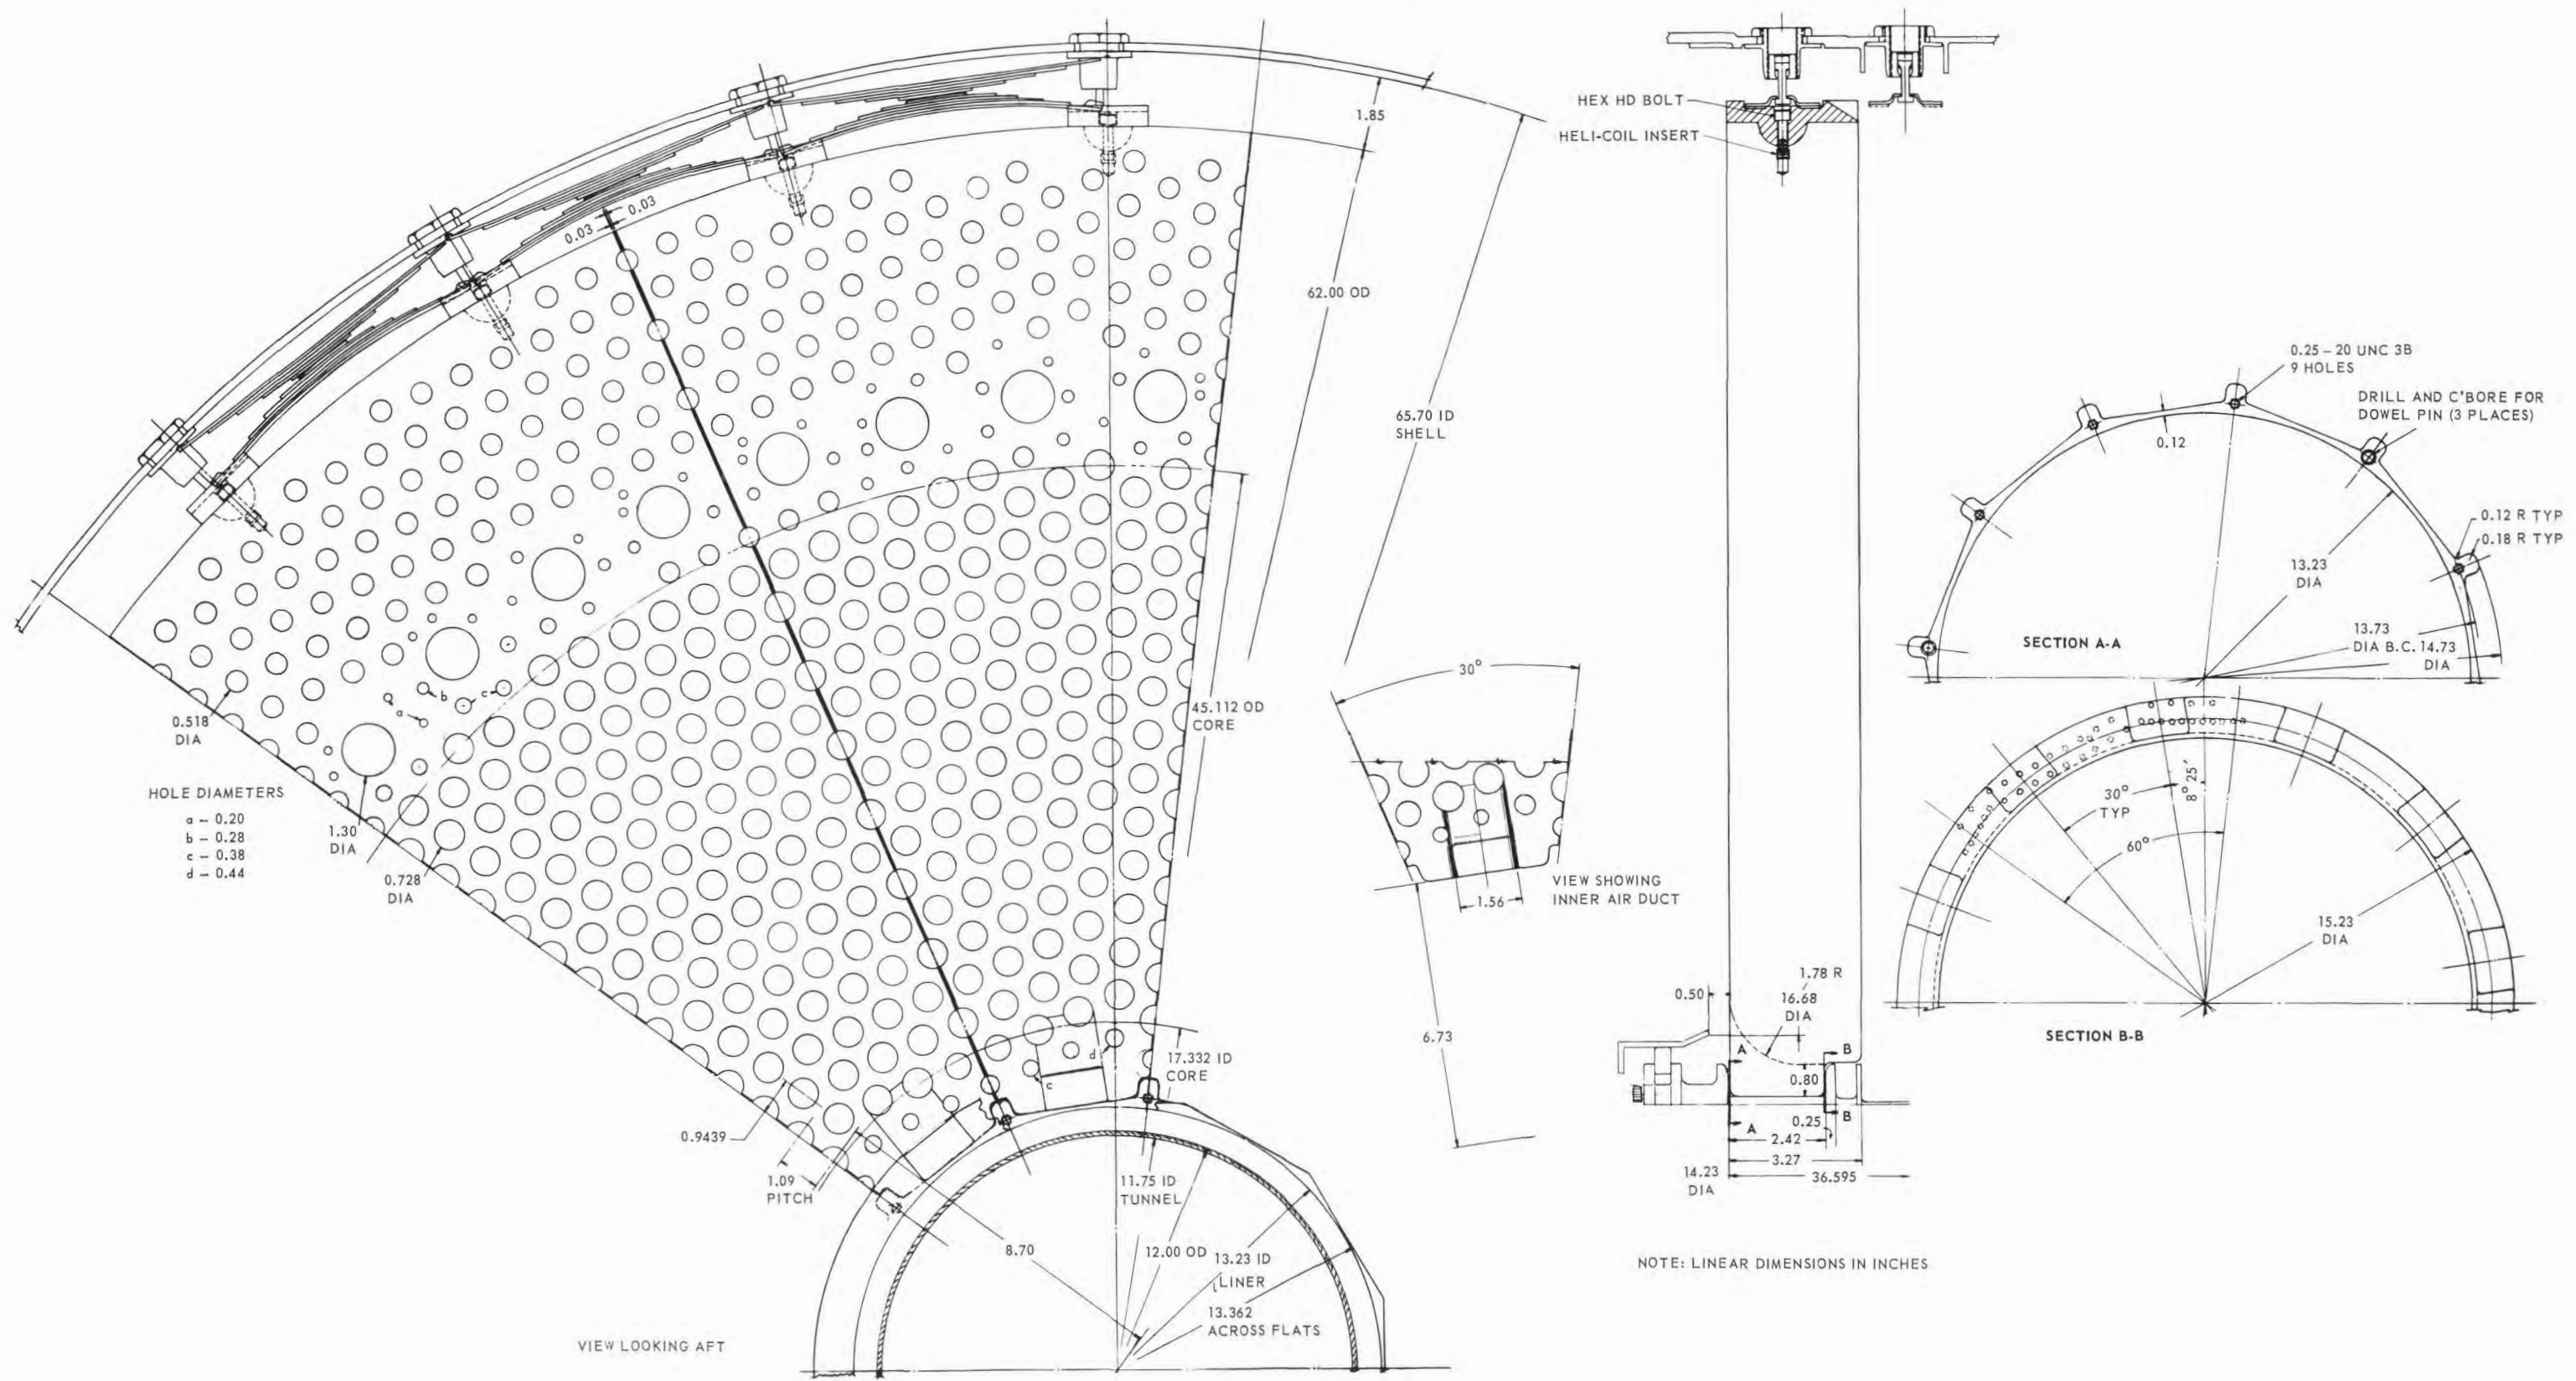 0.03
0.03
1.85
62.00 OD
65.70 ID
SHELL
45.112 OD
CORE
0.518
DIA
HOLE DIAMETERS
a – 0.20
b – 0.28
c – 0.38
d – 0.44
a
b
c
1.30
DIA
0.728
DIA
0.9439
1.09
PITCH
c
d
17.332 ID
CORE
11.75 ID
TUNNEL
8.70
12.00 OD
13.23 ID
LINER
13.362
ACROSS FLATS
VIEW LOOKING AFT
30°
1.56
VIEW SHOWING
INNER AIR DUCT
6.73
HEX HD BOLT
HELI-COIL INSERT
0.50
1.78 R
16.68
DIA
A
B
0.80
A
0.25
B
2.42
3.27
14.23
DIA
36.595
NOTE: LINEAR DIMENSIONS IN INCHES
0.25 – 20 UNC 3B
9 HOLES
DRILL AND C'BORE FOR
DOWEL PIN (3 PLACES)
0.12
0.12 R TYP
0.18 R TYP
13.23
DIA
13.73
DIA B.C.
14.73
DIA
SECTION A-A
30°
TYP
8° 25'
60°
15.23
DIA
SECTION B-B